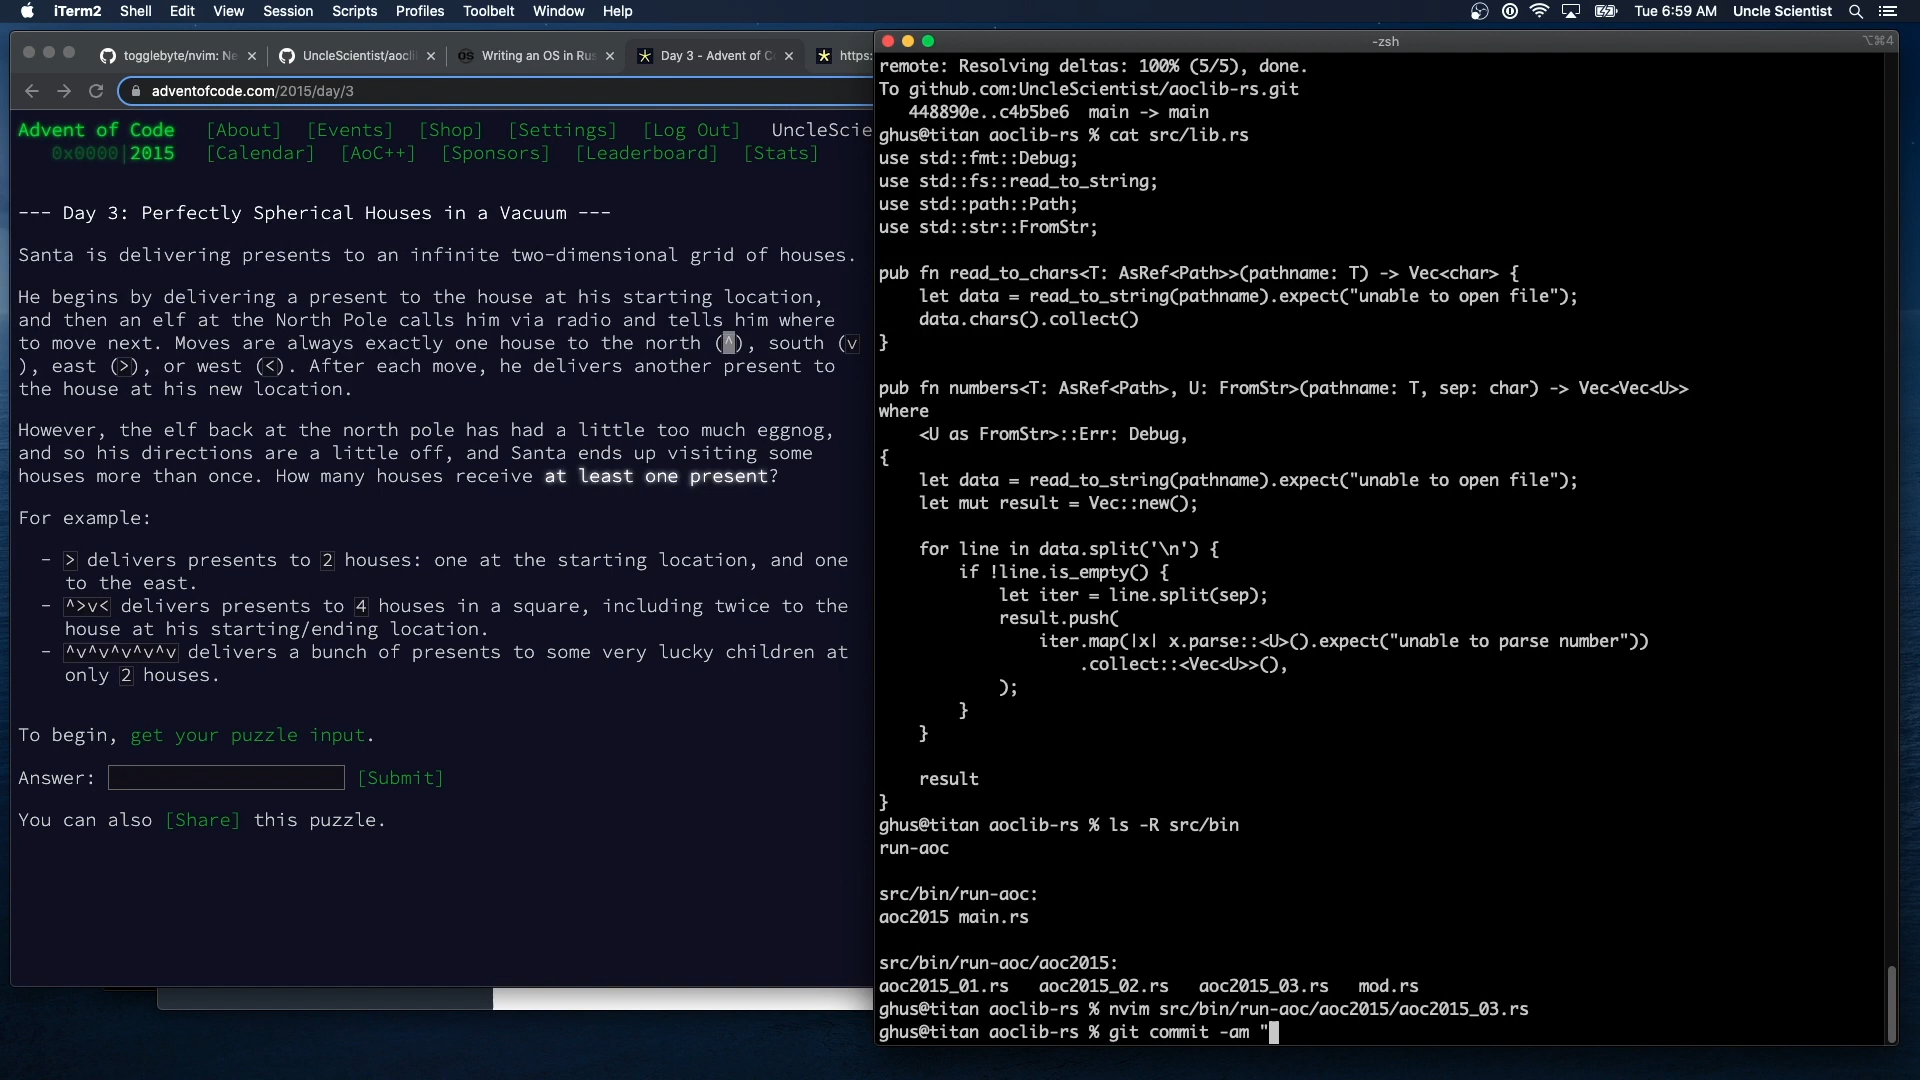 iTerm2 Shell Edit View Session Scripts Profiles Toolbelt Window Help
Tue 6:59 AM Uncle Scientist
togglebyte/nvim: Ne
UncleScientist/aocli
Writing an OS in Rus
Day 3 - Advent of C
https:
adventofcode.com/2015/day/3
Advent of Code [About] [Events] [Shop] [Settings] [Log Out] UncleScie
0x0000|2015 [Calendar] [AoC++] [Sponsors] [Leaderboard] [Stats]
--- Day 3: Perfectly Spherical Houses in a Vacuum ---
Santa is delivering presents to an infinite two-dimensional grid of houses.
He begins by delivering a present to the house at his starting location,
and then an elf at the North Pole calls him via radio and tells him where
to move next. Moves are always exactly one house to the north (^), south (v
), east (>), or west (<). After each move, he delivers another present to
the house at his new location.
However, the elf back at the north pole has had a little too much eggnog,
and so his directions are a little off, and Santa ends up visiting some
houses more than once. How many houses receive at least one present?
For example:
- > delivers presents to 2 houses: one at the starting location, and one
to the east.
- ^>v< delivers presents to 4 houses in a square, including twice to the
house at his starting/ending location.
- ^v^v^v^v^v delivers a bunch of presents to some very lucky children at
only 2 houses.
To begin, get your puzzle input.
Answer: [Submit]
You can also [Share] this puzzle.
-zsh
⌥⌘4
remote: Resolving deltas: 100% (5/5), done.
To github.com:UncleScientist/aoclib-rs.git
448890e..c4b5be6 main -> main
ghus@titan aoclib-rs % cat src/lib.rs
use std::fmt::Debug;
use std::fs::read_to_string;
use std::path::Path;
use std::str::FromStr;
pub fn read_to_chars<T: AsRef<Path>>(pathname: T) -> Vec<char> {
let data = read_to_string(pathname).expect("unable to open file");
data.chars().collect()
}
pub fn numbers<T: AsRef<Path>, U: FromStr>(pathname: T, sep: char) -> Vec<Vec<U>>
where
<U as FromStr>::Err: Debug,
{
let data = read_to_string(pathname).expect("unable to open file");
let mut result = Vec::new();
for line in data.split('\n') {
if !line.is_empty() {
let iter = line.split(sep);
result.push(
iter.map(|x| x.parse::<U>().expect("unable to parse number"))
.collect::<Vec<U>>(),
);
}
}
result
}
ghus@titan aoclib-rs % ls -R src/bin
run-aoc
src/bin/run-aoc:
aoc2015 main.rs
src/bin/run-aoc/aoc2015:
aoc2015_01.rs aoc2015_02.rs aoc2015_03.rs mod.rs
ghus@titan aoclib-rs % nvim src/bin/run-aoc/aoc2015/aoc2015_03.rs
ghus@titan aoclib-rs % git commit -am "